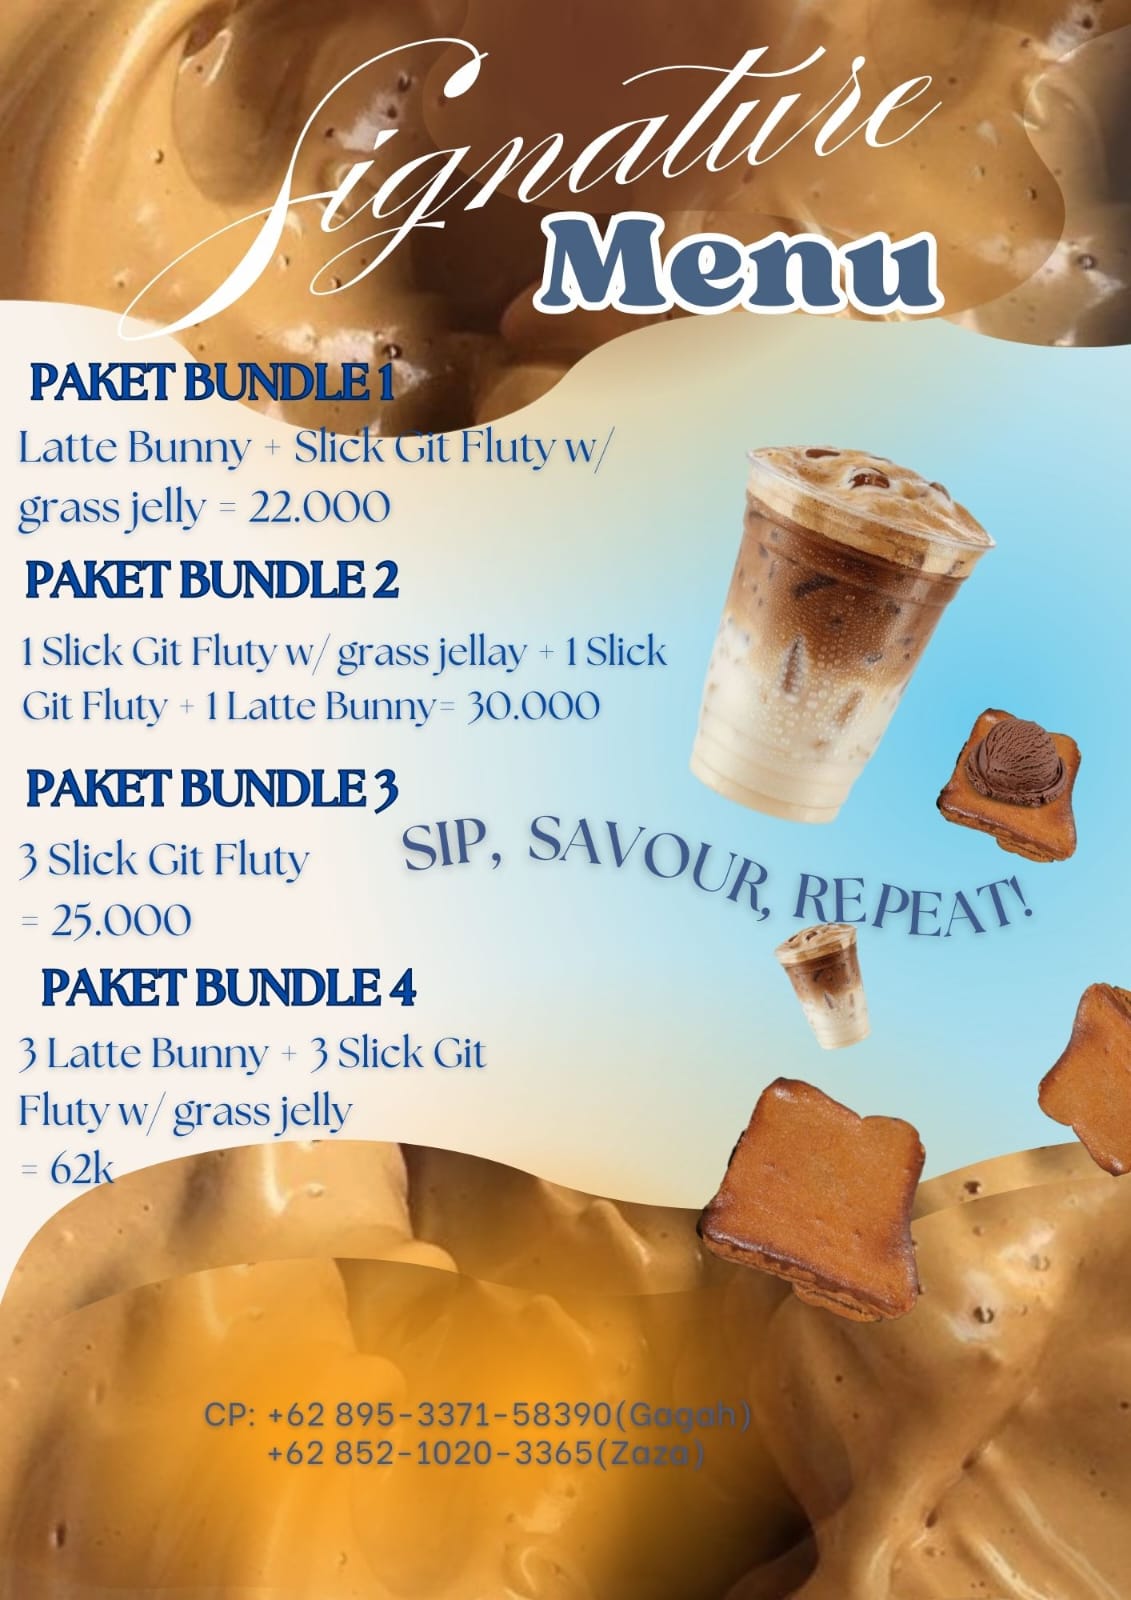 Signature
Menu
PAKET BUNDLE 1
Latte Bunny + Slick Git Fluty w/
grass jelly = 22.000
PAKET BUNDLE 2
1 Slick Git Fluty w/ grass jellay + 1 Slick
Git Fluty + 1 Latte Bunny= 30.000
PAKET BUNDLE 3
3 Slick Git Fluty
= 25.000
SIP, SAVOUR, REPEAT!
PAKET BUNDLE 4
3 Latte Bunny + 3 Slick Git
Fluty w/ grass jelly
= 62k
CP: +62 895-3371-58390(Gagah)
+62 852-1020-3365(Zaza)